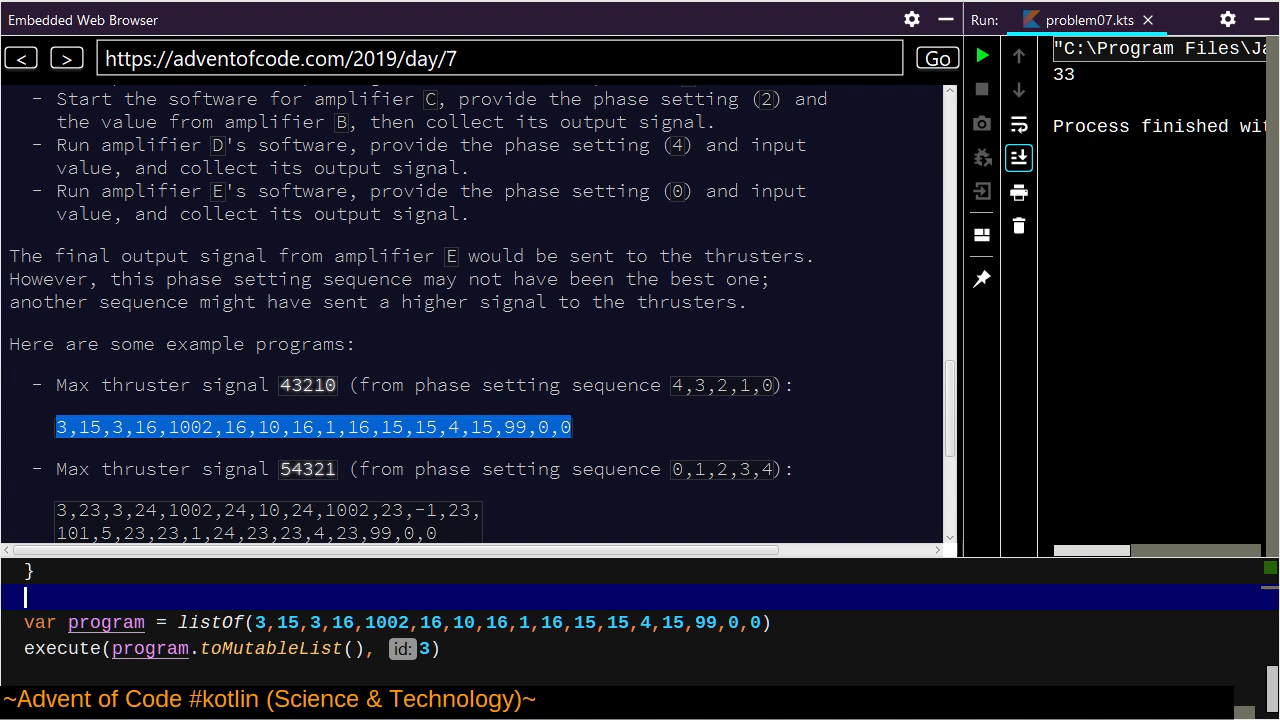 Embedded Web Browser
Run: problem07.kts
< > https://adventofcode.com/2019/day/7 Go
- Start the software for amplifier C, provide the phase setting (2) and
the value from amplifier B, then collect its output signal.
- Run amplifier D's software, provide the phase setting (4) and input
value, and collect its output signal.
- Run amplifier E's software, provide the phase setting (0) and input
value, and collect its output signal.
The final output signal from amplifier E would be sent to the thrusters.
However, this phase setting sequence may not have been the best one;
another sequence might have sent a higher signal to the thrusters.
Here are some example programs:
- Max thruster signal 43210 (from phase setting sequence 4,3,2,1,0):
3,15,3,16,1002,16,10,16,1,16,15,15,4,15,99,0,0
- Max thruster signal 54321 (from phase setting sequence 0,1,2,3,4):
3,23,3,24,1002,24,10,24,1002,23,-1,23,
101,5,23,23,1,24,23,23,4,23,99,0,0
"C:\Program Files\Ja
33
Process finished wit
}
var program = listOf(3,15,3,16,1002,16,10,16,1,16,15,15,4,15,99,0,0)
execute(program.toMutableList(), id: 3)
~Advent of Code #kotlin (Science & Technology)~